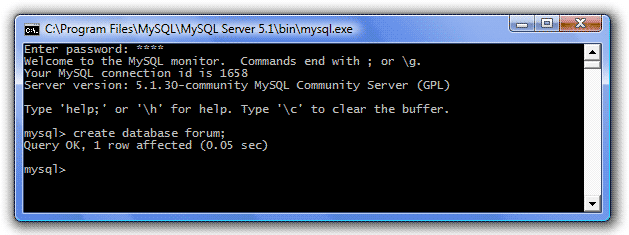 C:\Program Files\MySQL\MySQL Server 5.1\bin\mysql.exe
Enter password: ****
Welcome to the MySQL monitor.  Commands end with ; or \g.
Your MySQL connection id is 1658
Server version: 5.1.30-community MySQL Community Server (GPL)
Type 'help;' or '\h' for help. Type '\c' to clear the buffer.
mysql> create database forum;
Query OK, 1 row affected (0.05 sec)
mysql>